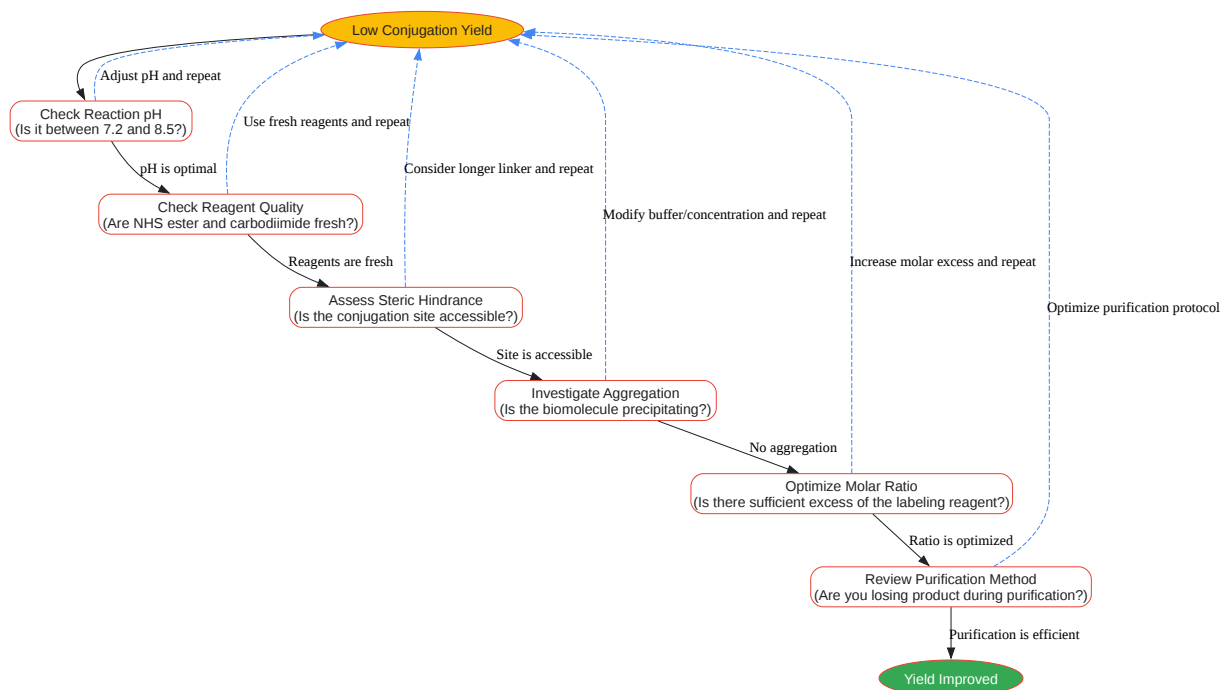 Low Conjugation Yield
Adjust pH and repeat
Check Reaction pH
(Is it between 7.2 and 8.5?)
Use fresh reagents and repeat
pH is optimal
Consider longer linker and repeat
Check Reagent Quality
(Are NHS ester and carbodiimide fresh?)
Modify buffer/concentration and repeat
Reagents are fresh
Increase molar excess and repeat
Assess Steric Hindrance
(Is the conjugation site accessible?)
Optimize purification protocol
Site is accessible
Investigate Aggregation
(Is the biomolecule precipitating?)
No aggregation
Optimize Molar Ratio
(Is there sufficient excess of the labeling reagent?)
Ratio is optimized
Review Purification Method
(Are you losing product during purification?)
Purification is efficient
Yield Improved